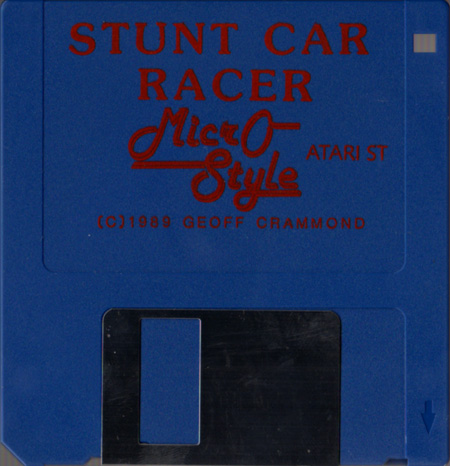 STUNT CAR
RACER
MicrO
Style
ATARI ST
(C)1989 GEOFF CRAMMOND